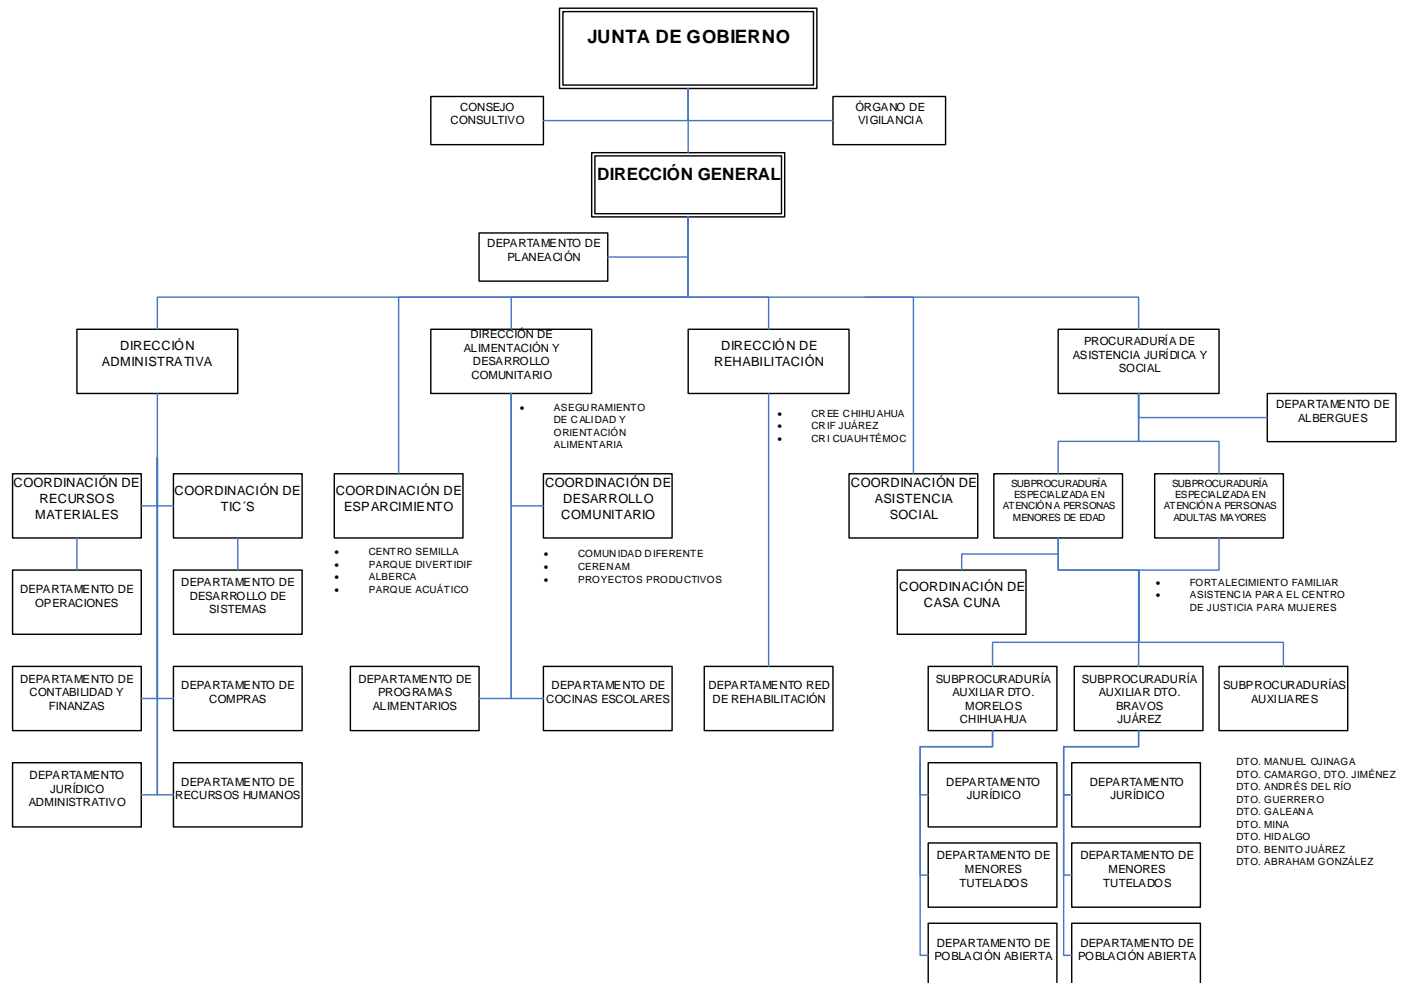 JUNTA DE GOBIERNO
CONSEJO
CONSULTIVO
ÓRGANO DE
VIGILANCIA
DIRECCIÓN GENERAL
DEPARTAMENTO DE
PLANEACIÓN
DIRECCIÓN
ADMINISTRATIVA
DIRECCIÓN DE
ALIMENTACIÓN Y
DESARROLLO
COMUNITARIO
DIRECCIÓN DE
REHABILITACIÓN
PROCURADURÍA DE
ASISTENCIA JURÍDICA Y
SOCIAL
• ASEGURAMIENTO
DE CALIDAD Y
ORIENTACIÓN
ALIMENTARIA
• CREE CHIHUAHUA
• CRIF JUÁREZ
• CRI CUAUHTÉMOC
DEPARTAMENTO DE
ALBERGUES
COORDINACIÓN DE
RECURSOS
MATERIALES
COORDINACIÓN DE
TIC´S
COORDINACIÓN DE
ESPARCIMIENTO
COORDINACIÓN DE
DESARROLLO
COMUNITARIO
COORDINACIÓN DE
ASISTENCIA
SOCIAL
SUBPROCURADURÍA
ESPECIALIZADA EN
ATENCIÓN A PERSONAS
MENORES DE EDAD
SUBPROCURADURÍA
ESPECIALIZADA EN
ATENCIÓN A PERSONAS
ADULTAS MAYORES
• CENTRO SEMILLA
• PARQUE DIVERTIDIF
• ALBERCA
• PARQUE ACUÁTICO
• COMUNIDAD DIFERENTE
• CERENAM
• PROYECTOS PRODUCTIVOS
DEPARTAMENTO DE
OPERACIONES
DEPARTAMENTO DE
DESARROLLO DE
SISTEMAS
COORDINACIÓN DE
CASA CUNA
• FORTALECIMIENTO FAMILIAR
• ASISTENCIA PARA EL CENTRO
DE JUSTICIA PARA MUJERES
DEPARTAMENTO DE
CONTABILIDAD Y
FINANZAS
DEPARTAMENTO DE
COMPRAS
DEPARTAMENTO DE
PROGRAMAS
ALIMENTARIOS
DEPARTAMENTO DE
COCINAS ESCOLARES
DEPARTAMENTO RED
DE REHABILITACIÓN
SUBPROCURADURÍA
AUXILIAR DTO.
MORELOS
CHIHUAHUA
SUBPROCURADURÍA
AUXILIAR DTO.
BRAVOS
JUÁREZ
SUBPROCURADURÍAS
AUXILIARES
DEPARTAMENTO
JURÍDICO
ADMINISTRATIVO
DEPARTAMENTO DE
RECURSOS HUMANOS
DEPARTAMENTO
JURÍDICO
DEPARTAMENTO
JURÍDICO
DTO. MANUEL OJINAGA
DTO. CAMARGO, DTO. JIMÉNEZ
DTO. ANDRÉS DEL RÍO
DTO. GUERRERO
DTO. GALEANA
DTO. MINA
DTO. HIDALGO
DTO. BENITO JUÁREZ
DTO. ABRAHAM GONZÁLEZ
DEPARTAMENTO DE
MENORES
TUTELADOS
DEPARTAMENTO DE
MENORES
TUTELADOS
DEPARTAMENTO DE
POBLACIÓN ABIERTA
DEPARTAMENTO DE
POBLACIÓN ABIERTA